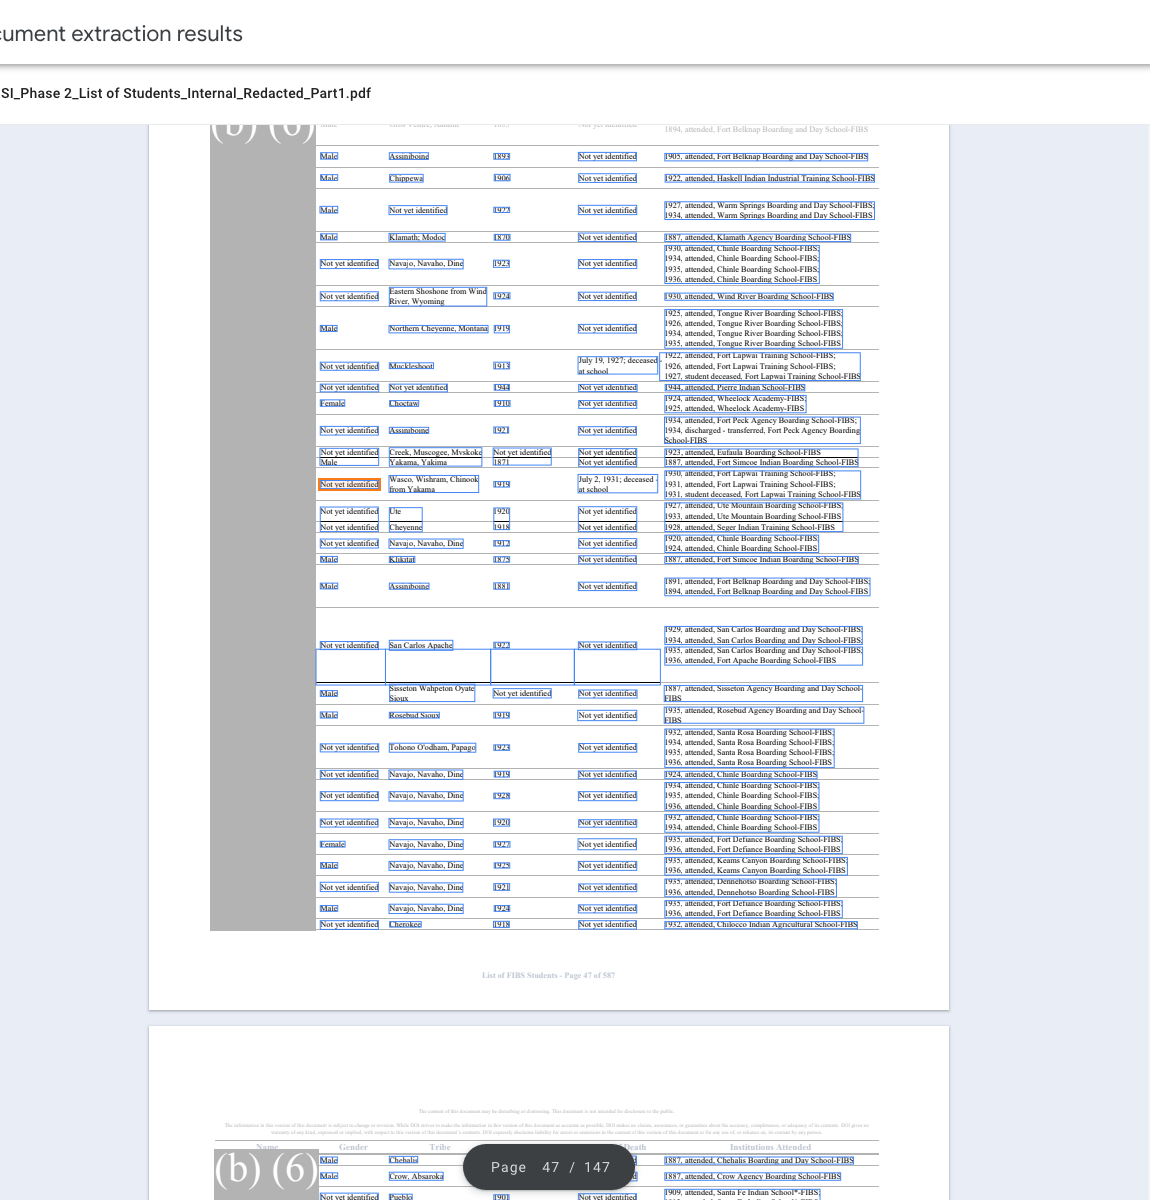 cument extraction results
SI_Phase 2_List of Students_Internal_Redacted_Part1.pdf
(b) (6)
1894, attended, Fort Belknap Boarding and Day School-FIBS
Male Assiniboine 1893 Not yet identified 1905, attended, Fort Belknap Boarding and Day School-FIBS
Male Chippewa 1906 Not yet identified 1922, attended, Haskell Indian Industrial Training School-FIBS
1927, attended, Warm Springs Boarding and Day School-FIBS;
Male Not yet identified 1922 Not yet identified
1934, attended, Warm Springs Boarding and Day School-FIBS
Male Klamath; Modoc 1870 Not yet identified 1887, attended, Klamath Agency Boarding School-FIBS
1930, attended, Chinle Boarding School-FIBS;
1934, attended, Chinle Boarding School-FIBS;
Not yet identified Navajo, Navaho, Dine 1923 Not yet identified
1935, attended, Chinle Boarding School-FIBS;
1936, attended, Chinle Boarding School-FIBS
Eastern Shoshone from Wind
Not yet identified 1924 Not yet identified 1930, attended, Wind River Boarding School-FIBS
River, Wyoming
1925, attended, Tongue River Boarding School-FIBS;
1926, attended, Tongue River Boarding School-FIBS;
Male Northern Cheyenne, Montana 1919 Not yet identified
1934, attended, Tongue River Boarding School-FIBS;
1935, attended, Tongue River Boarding School-FIBS
1922, attended, Fort Lapwai Training School-FIBS;
July 19, 1927; deceased -
Not yet identified Muckleshoot 1913 1926, attended, Fort Lapwai Training School-FIBS;
at school
1927, student deceased, Fort Lapwai Training School-FIBS
Not yet identified Not yet identified 1944 Not yet identified 1944, attended, Pierre Indian School-FIBS
1924, attended, Wheelock Academy-FIBS;
Female Choctaw 1910 Not yet identified
1925, attended, Wheelock Academy-FIBS
1934, attended, Fort Peck Agency Boarding School-FIBS;
Not yet identified Assiniboine 1921 Not yet identified 1934, discharged - transferred, Fort Peck Agency Boarding
School-FIBS
Not yet identified Creek, Muscogee, Mvskoke Not yet identified Not yet identified 1923, attended, Eufaula Boarding School-FIBS
Male Yakama, Yakima 1871 Not yet identified 1887, attended, Fort Simcoe Indian Boarding School-FIBS
1930, attended, Fort Lapwai Training School-FIBS;
Wasco, Wishram, Chinook July 2, 1931; deceased -
Not yet identified 1919 1931, attended, Fort Lapwai Training School-FIBS;
from Yakama at school
1931, student deceased, Fort Lapwai Training School-FIBS
1927, attended, Ute Mountain Boarding School-FIBS;
Not yet identified Ute 1920 Not yet identified
1933, attended, Ute Mountain Boarding School-FIBS
Not yet identified Cheyenne 1918 Not yet identified 1928, attended, Seger Indian Training School-FIBS
1920, attended, Chinle Boarding School-FIBS;
Not yet identified Navajo, Navaho, Dine 1912 Not yet identified
1924, attended, Chinle Boarding School-FIBS
Male Klikitat 1875 Not yet identified 1887, attended, Fort Simcoe Indian Boarding School-FIBS
1891, attended, Fort Belknap Boarding and Day School-FIBS;
Male Assiniboine 1881 Not yet identified
1894, attended, Fort Belknap Boarding and Day School-FIBS
1929, attended, San Carlos Boarding and Day School-FIBS;
1934, attended, San Carlos Boarding and Day School-FIBS;
Not yet identified San Carlos Apache 1922 Not yet identified
1935, attended, San Carlos Boarding and Day School-FIBS;
1936, attended, Fort Apache Boarding School-FIBS
Sisseton Wahpeton Oyate 1887, attended, Sisseton Agency Boarding and Day School-
Male Not yet identified Not yet identified
Sioux FIBS
1935, attended, Rosebud Agency Boarding and Day School-
Male Rosebud Sioux 1919 Not yet identified
FIBS
1932, attended, Santa Rosa Boarding School-FIBS;
1934, attended, Santa Rosa Boarding School-FIBS;
Not yet identified Tohono O'odham, Papago 1923 Not yet identified
1935, attended, Santa Rosa Boarding School-FIBS;
1936, attended, Santa Rosa Boarding School-FIBS
Not yet identified Navajo, Navaho, Dine 1919 Not yet identified 1924, attended, Chinle Boarding School-FIBS
1934, attended, Chinle Boarding School-FIBS;
Not yet identified Navajo, Navaho, Dine 1928 Not yet identified 1935, attended, Chinle Boarding School-FIBS;
1936, attended, Chinle Boarding School-FIBS
1932, attended, Chinle Boarding School-FIBS;
Not yet identified Navajo, Navaho, Dine 1920 Not yet identified
1934, attended, Chinle Boarding School-FIBS
1935, attended, Fort Defiance Boarding School-FIBS;
Female Navajo, Navaho, Dine 1927 Not yet identified
1936, attended, Fort Defiance Boarding School-FIBS
1935, attended, Keams Canyon Boarding School-FIBS;
Male Navajo, Navaho, Dine 1925 Not yet identified
1936, attended, Keams Canyon Boarding School-FIBS
1935, attended, Dennehotso Boarding School-FIBS;
Not yet identified Navajo, Navaho, Dine 1921 Not yet identified
1936, attended, Dennehotso Boarding School-FIBS
1935, attended, Fort Defiance Boarding School-FIBS;
Male Navajo, Navaho, Dine 1924 Not yet identified
1936, attended, Fort Defiance Boarding School-FIBS
Not yet identified Cherokee 1918 Not yet identified 1932, attended, Chilocco Indian Agricultural School-FIBS
List of FIBS Students - Page 47 of 587
The content of this document may be disturbing or distressing. This document is not intended for disclosure to the public.
Name Gender Tribe Death Institutions Attended
(b) (6)
Male Chehalis 1887, attended, Chehalis Boarding and Day School-FIBS
Male Crow, Absaroka 1887, attended, Crow Agency Boarding School-FIBS
1909, attended, Santa Fe Indian School*-FIBS;
Not yet identified Pueblo 1901 Not yet identified
Page 47 / 147